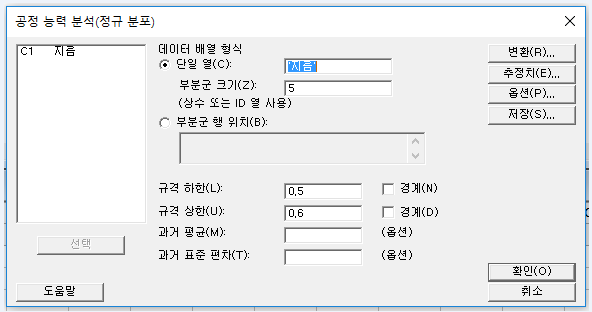 공정 능력 분석(정규 분포)
C1 지음
데이터 배열 형식
단일 열(C):
'지음'
부분군 크기(Z):
5
(상수 또는 ID 열 사용)
부분군 행 위치(B):
규격 하한(L):
0.5
경계(N)
규격 상한(U):
0.6
경계(D)
과거 평균(M):
(옵션)
과거 표준 편차(T):
(옵션)
변환(R)...
추정치(E)...
옵션(P)...
저장(S)...
선택
도움말
확인(O)
취소